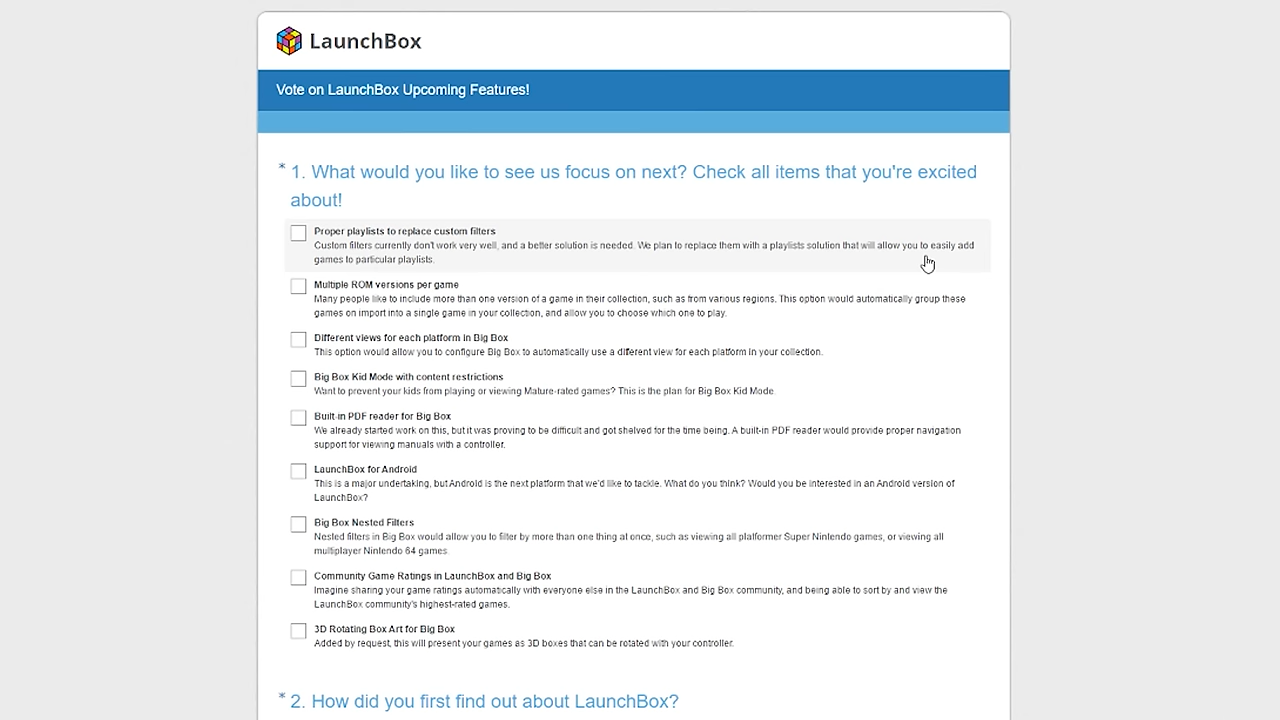 LaunchBox
Vote on LaunchBox Upcoming Features!
* 1. What would you like to see us focus on next? Check all items that you're excited
about!
Proper playlists to replace custom filters
Custom filters currently don't work very well, and a better solution is needed. We plan to replace them with a playlists solution that will allow you to easily add
games to particular playlists.
Multiple ROM versions per game
Many people like to include more than one version of a game in their collection, such as from various regions. This option would automatically group these
games on import into a single game in your collection, and allow you to choose which one to play.
Different views for each platform in Big Box
This option would allow you to configure Big Box to automatically use a different view for each platform in your collection.
Big Box Kid Mode with content restrictions
Want to prevent your kids from playing or viewing Mature-rated games? This is the plan for Big Box Kid Mode.
Built-in PDF reader for Big Box
We already started work on this, but it was proving to be difficult and got shelved for the time being. A built-in PDF reader would provide proper navigation
support for viewing manuals with a controller.
LaunchBox for Android
This is a major undertaking, but Android is the next platform that we'd like to tackle. What do you think? Would you be interested in an Android version of
LaunchBox?
Big Box Nested Filters
Nested filters in Big Box would allow you to filter by more than one thing at once, such as viewing all platformer Super Nintendo games, or viewing all
multiplayer Nintendo 64 games.
Community Game Ratings in LaunchBox and Big Box
Imagine sharing your game ratings automatically with everyone else in the LaunchBox and Big Box community, and being able to sort by and view the
LaunchBox community's highest-rated games.
3D Rotating Box Art for Big Box
Added by request, this will present your games as 3D boxes that can be rotated with your controller.
* 2. How did you first find out about LaunchBox?